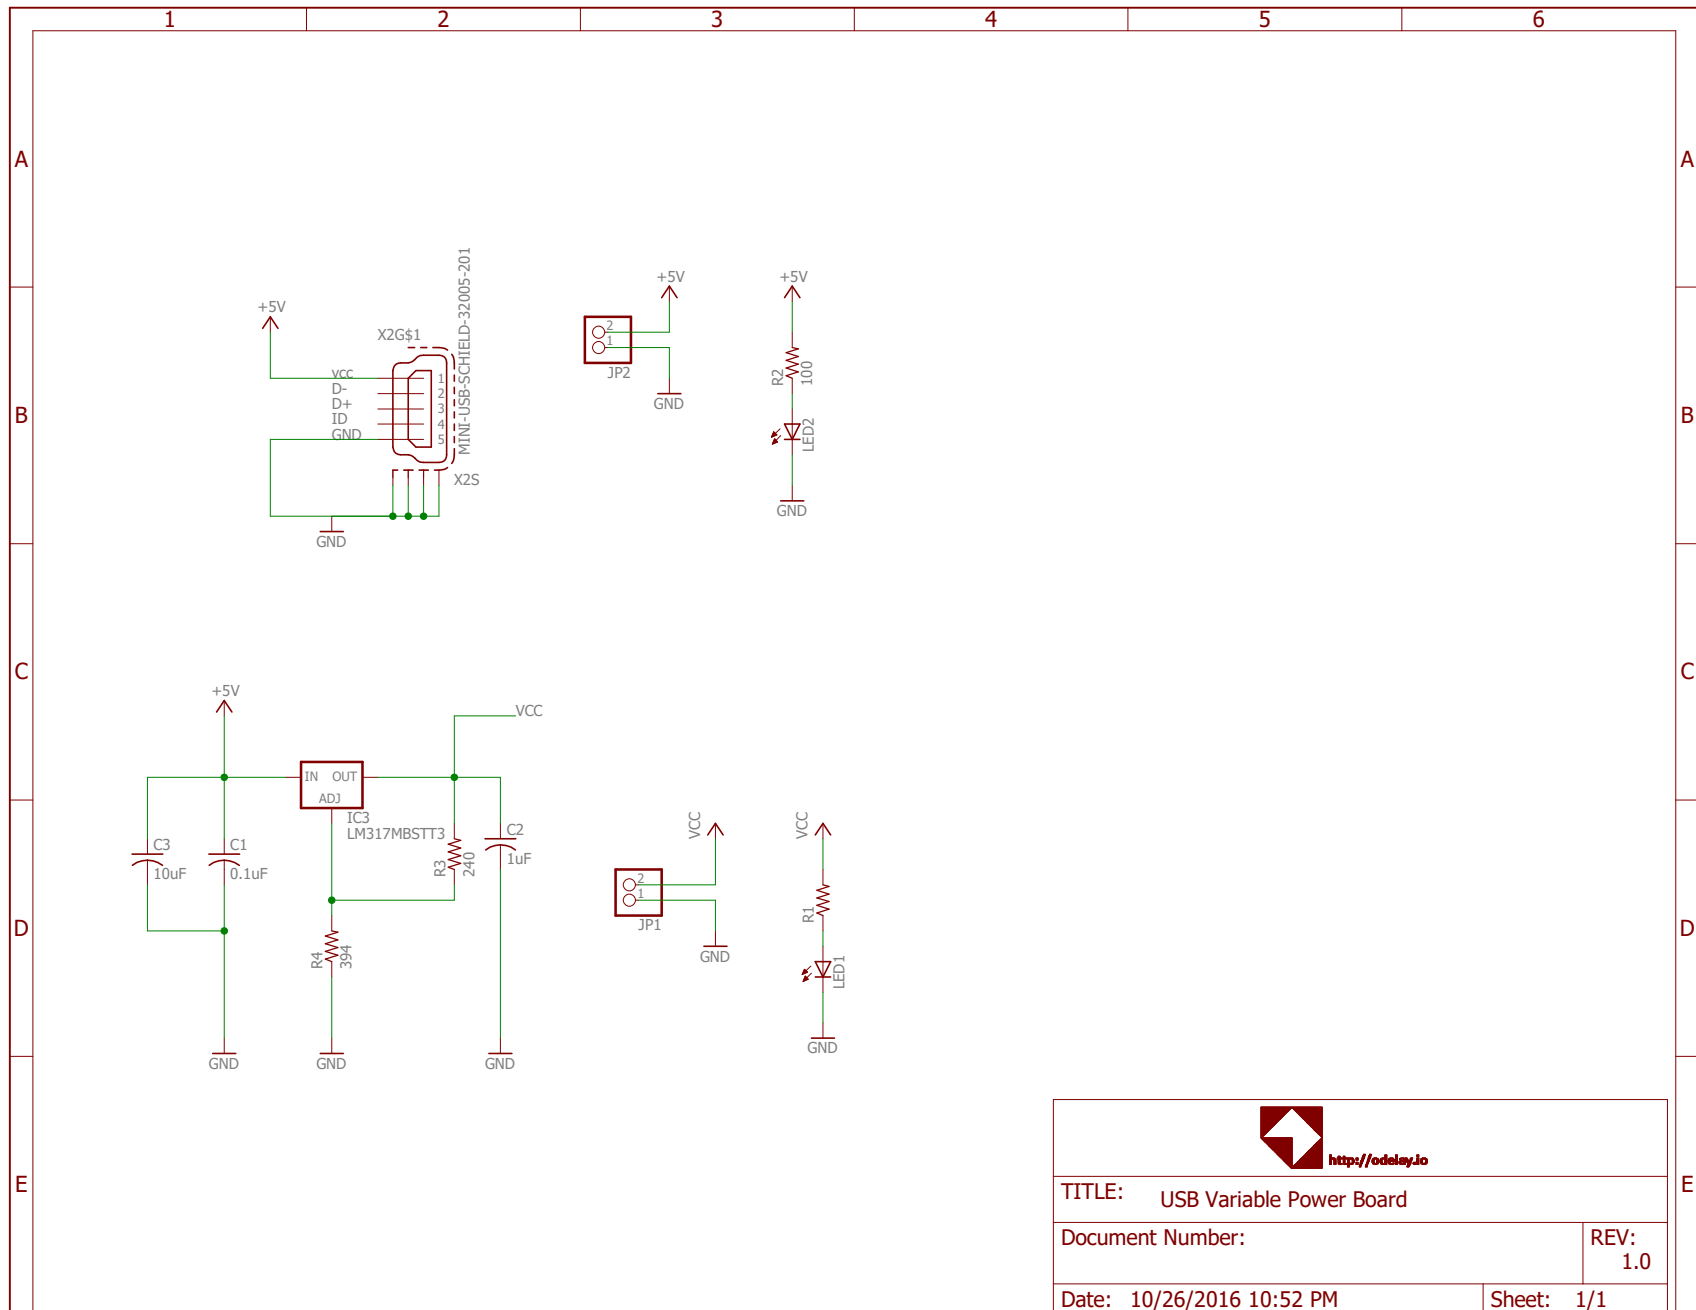 1 2 3 4 5 6
A A
B B
C C
D D
E E
+5V
X2G$1
MINI-USB-SCHIELD-32005-201
vcc 1
D- 2
D+ 3
ID 4
GND 5
X2S
GND
+5V
2
1
JP2
GND
+5V
R2
100
LED2
GND
+5V
VCC
IN OUT
ADJ
IC3
LM317MBSTT3
C3
10uF
C1
0.1uF
R3
240
C2
1uF
R4
394
GND
GND
GND
VCC
2
1
JP1
GND
VCC
R1
LED1
GND
http://odelay.io
TITLE: USB Variable Power Board
Document Number:
REV:
1.0
Date: 10/26/2016 10:52 PM
Sheet: 1/1